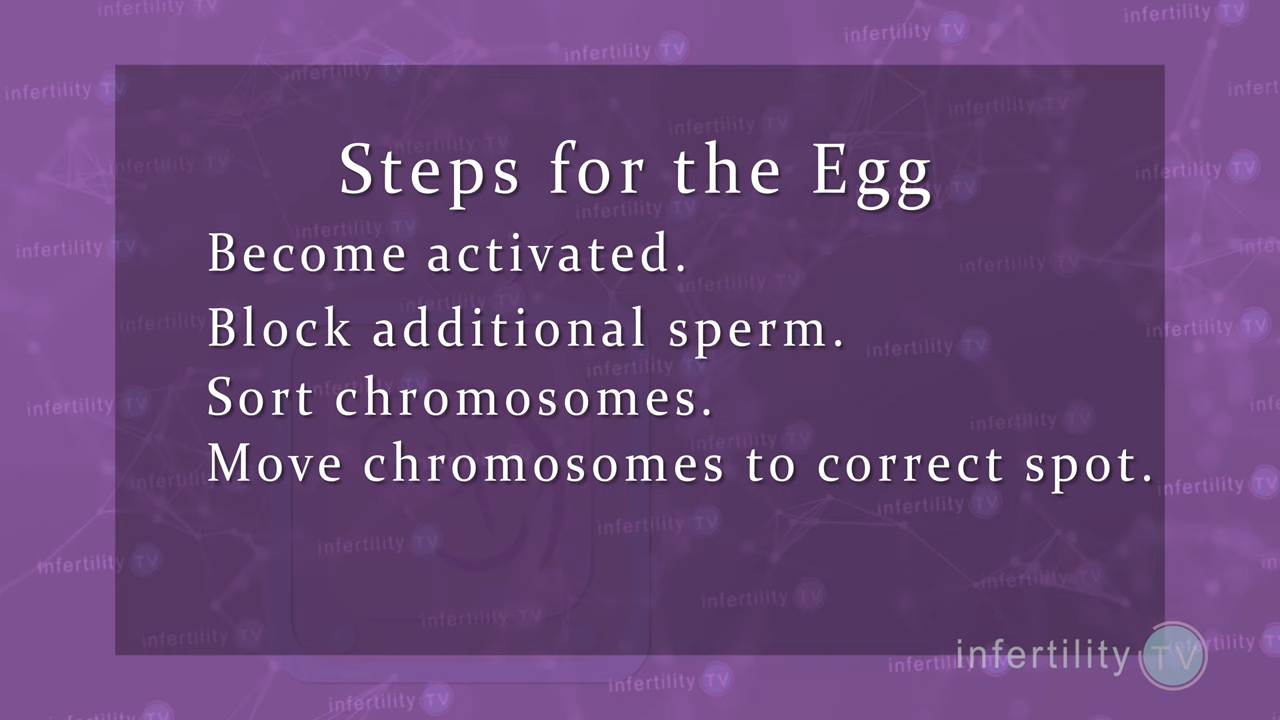 Steps for the Egg
Become activated.
Block additional sperm.
Sort chromosomes.
Move chromosomes to correct spot.
infertility TV